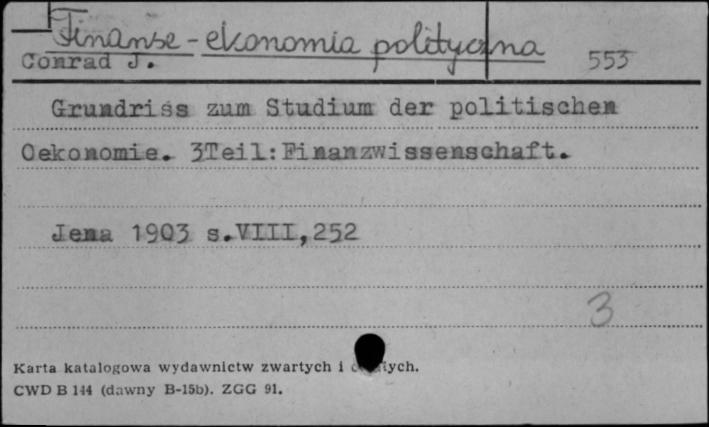 Finanse - ekonomia polityczna
Conrad J. 553
Grundriss zum Studium der politischen
Oekonomie. 3Teil:Finanzwissenschaft.
Jena 1903 s.VIII,252
3
Karta katalogowa wydawnictw zwartych i
CWD B 144 (dawny B-15b). ZGG 91.